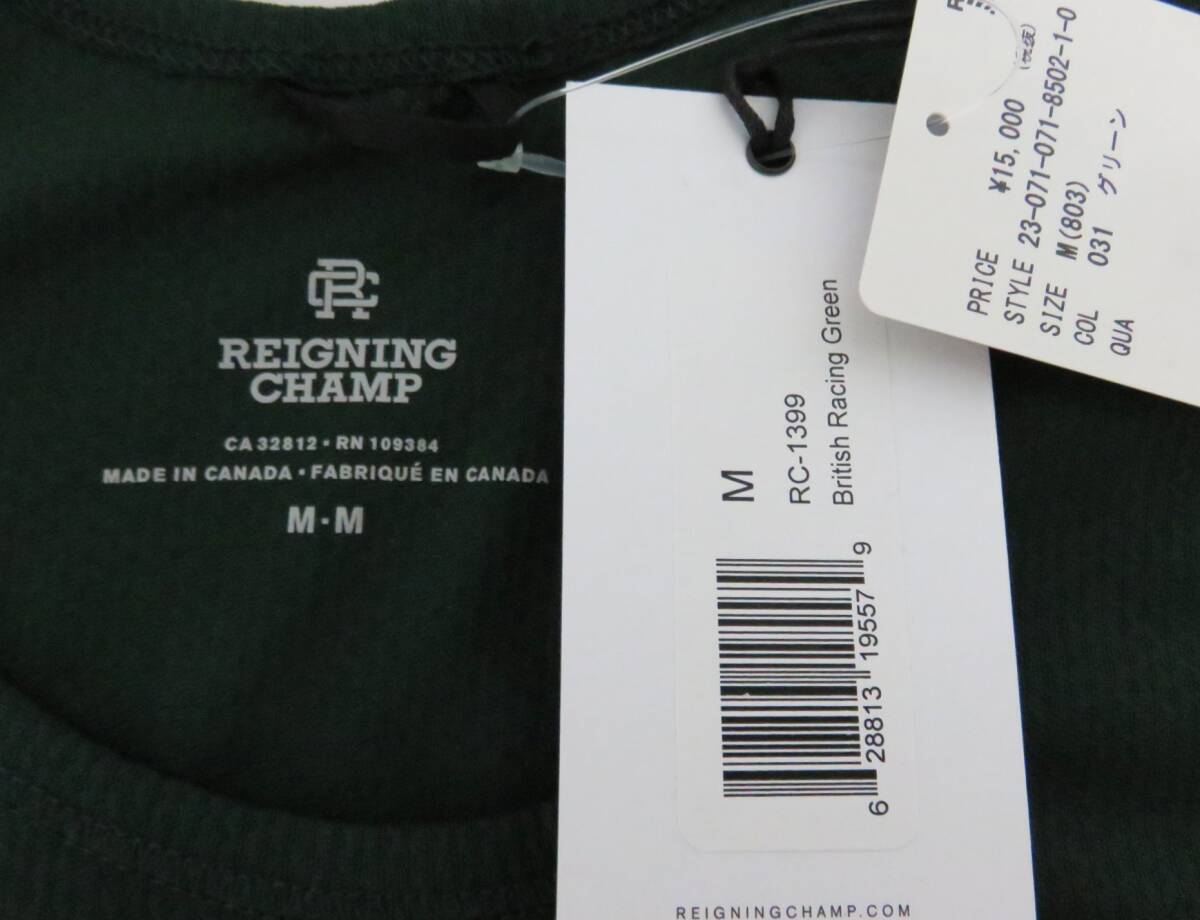 RC
REIGNING
CHAMP
CA 32812 • RN 109384
MADE IN CANADA • FABRIQUÉ EN CANADA
M • M
M
RC-1399
British Racing Green
6 28813 19557 9
REIGNINGCHAMP.COM
PRICE ¥15,000 (税抜)
STYLE 23-071-071-8502-1-0
SIZE M(803)
COL 031 グリーン
QUA